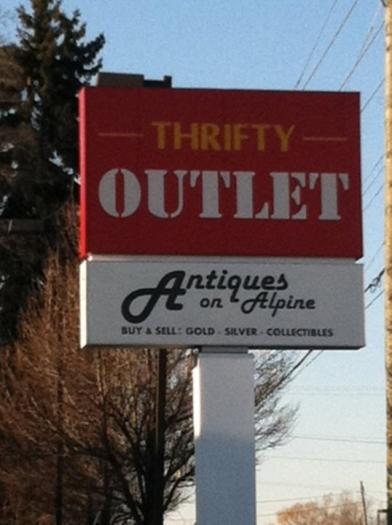 THRIFTY
OUTLET
Antiques
on Alpine
BUY & SELL: GOLD - SILVER - COLLECTIBLES